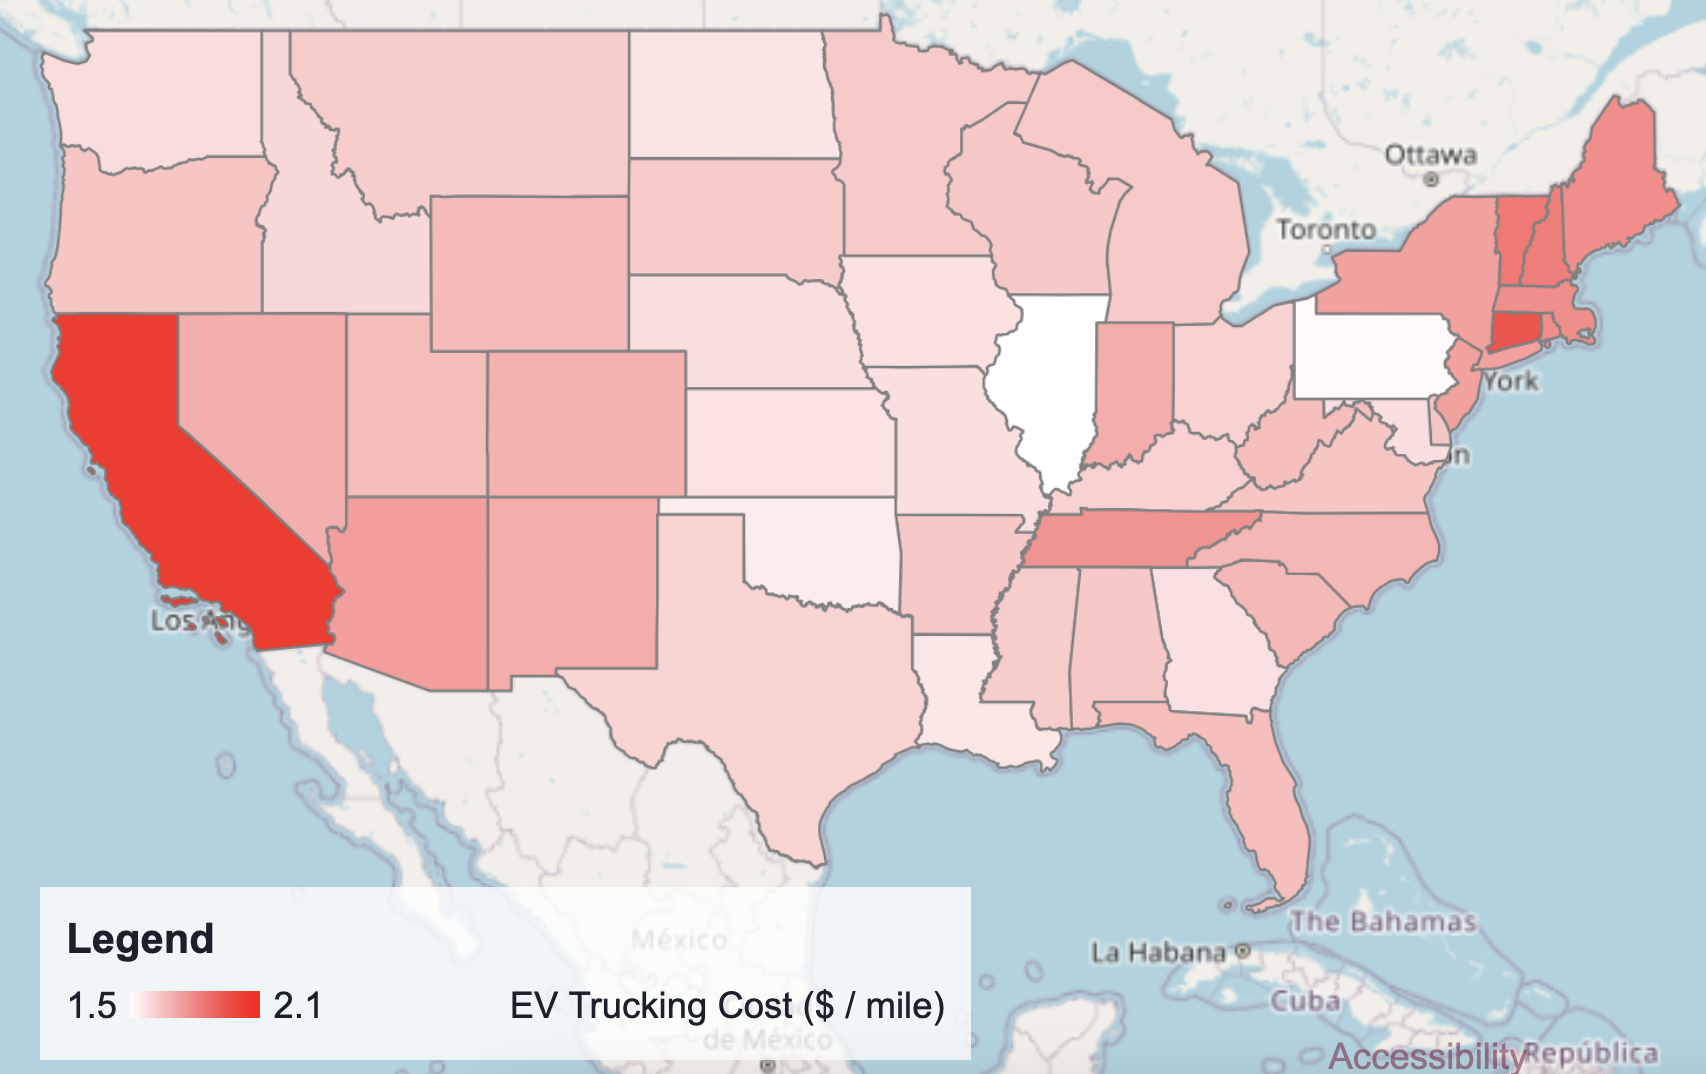 Ottawa
Toronto
York
on
Los Ang
The Bahamas
La Habana
Cuba
México
de México
República
Accessibility
Legend
1.5 2.1 EV Trucking Cost ($ / mile)